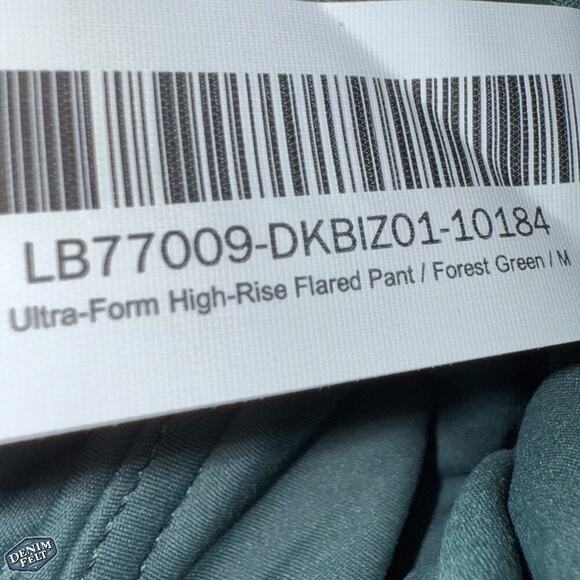 LB77009-DKBIZ01-10184
Ultra-Form High-Rise Flared Pant / Forest Green / M
DENIM
FELT